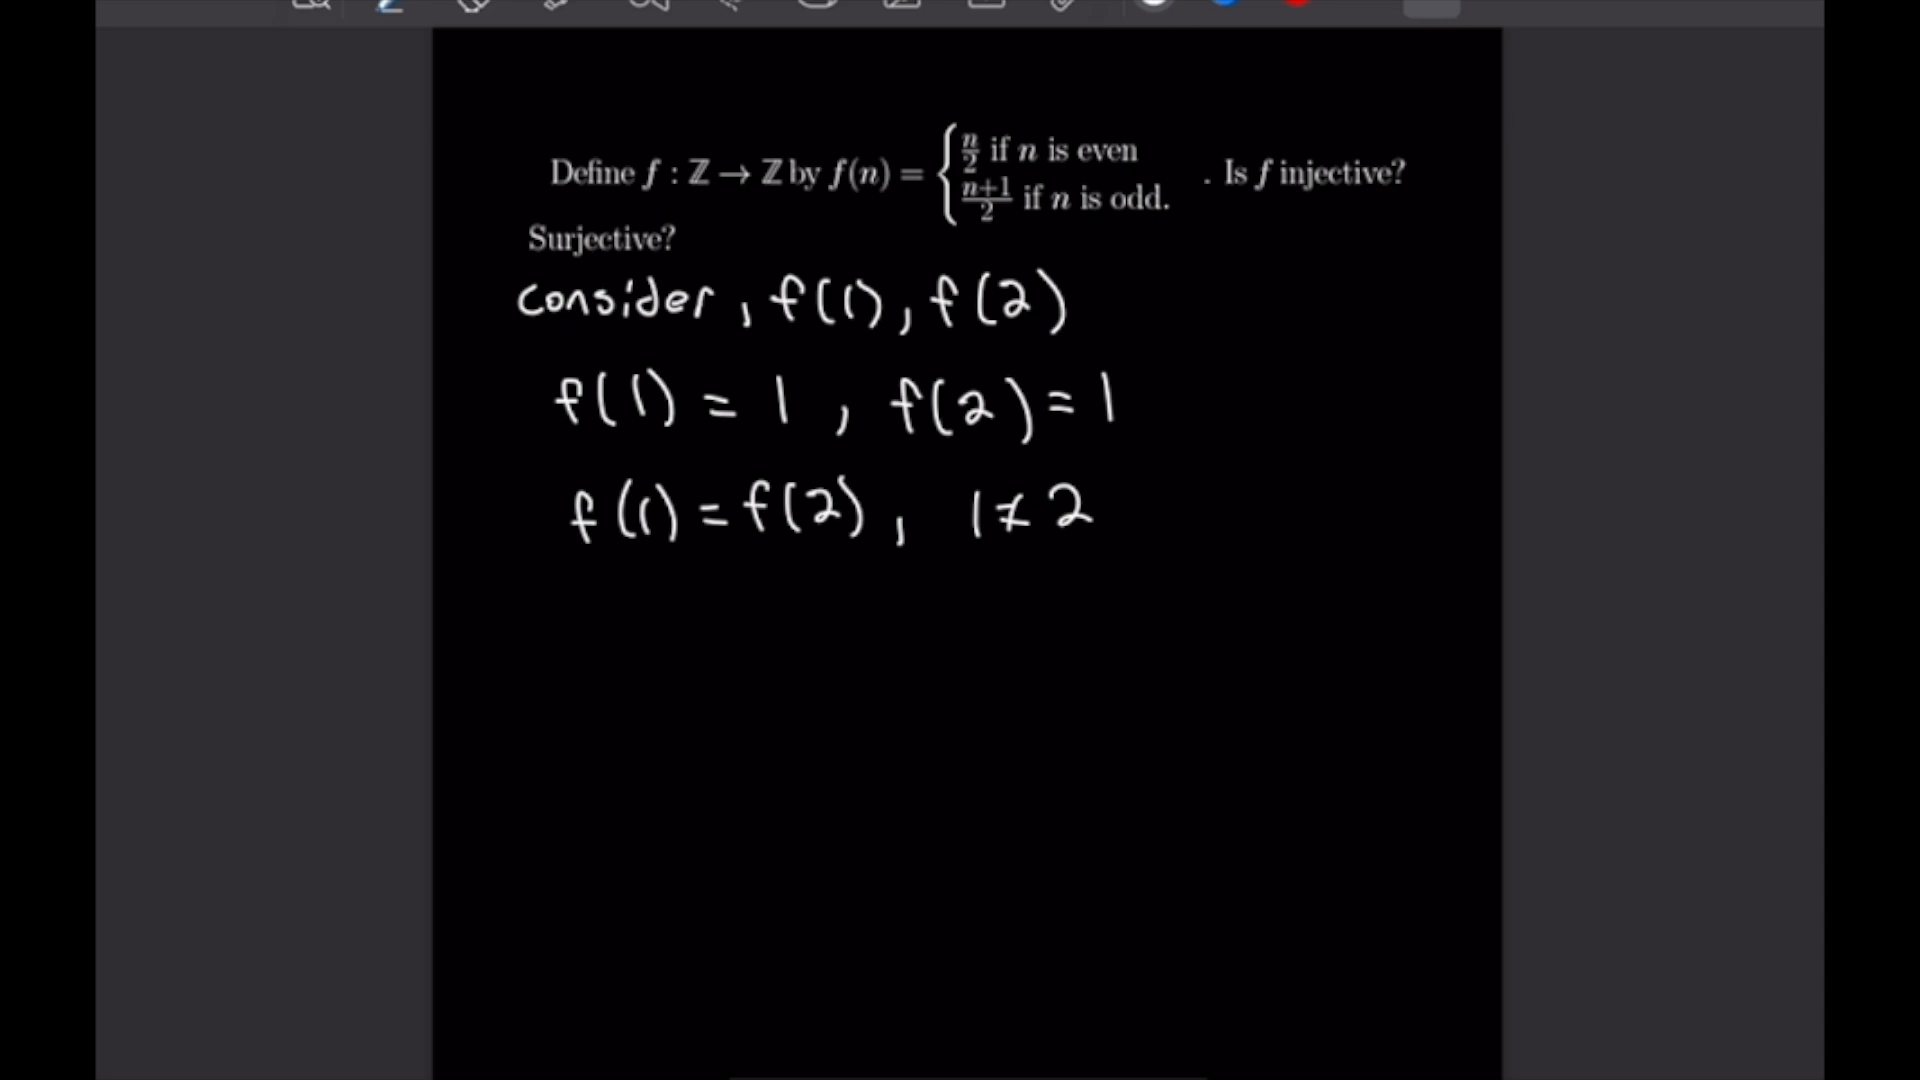 Define f : ℤ → ℤ by f(n) = { n/2 if n is even
(n+1)/2 if n is odd. . Is f injective?
Surjective?
consider, f(1), f(2)
f(1) = 1, f(2) = 1
f(1) = f(2), 1 ≠ 2